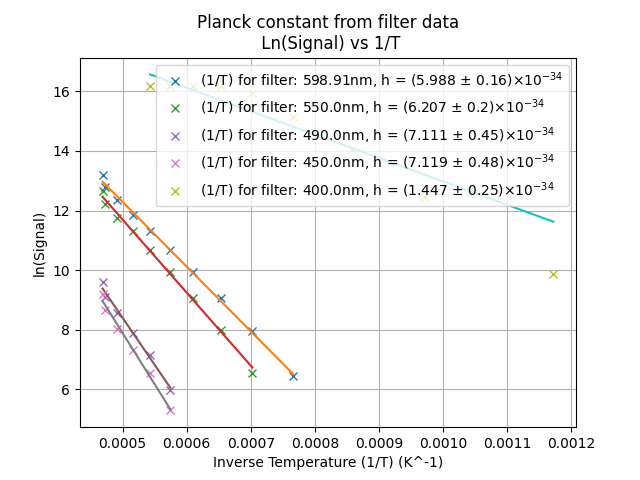 Planck constant from filter data
Ln(Signal) vs 1/T
(1/T) for filter: 598.91nm, h = (5.988 ± 0.16)×10⁻³⁴
(1/T) for filter: 550.0nm, h = (6.207 ± 0.2)×10⁻³⁴
(1/T) for filter: 490.0nm, h = (7.111 ± 0.45)×10⁻³⁴
(1/T) for filter: 450.0nm, h = (7.119 ± 0.48)×10⁻³⁴
(1/T) for filter: 400.0nm, h = (1.447 ± 0.25)×10⁻³⁴
ln(Signal)
16
14
12
10
8
6
0.0005 0.0006 0.0007 0.0008 0.0009 0.0010 0.0011 0.0012
Inverse Temperature (1/T) (K^-1)